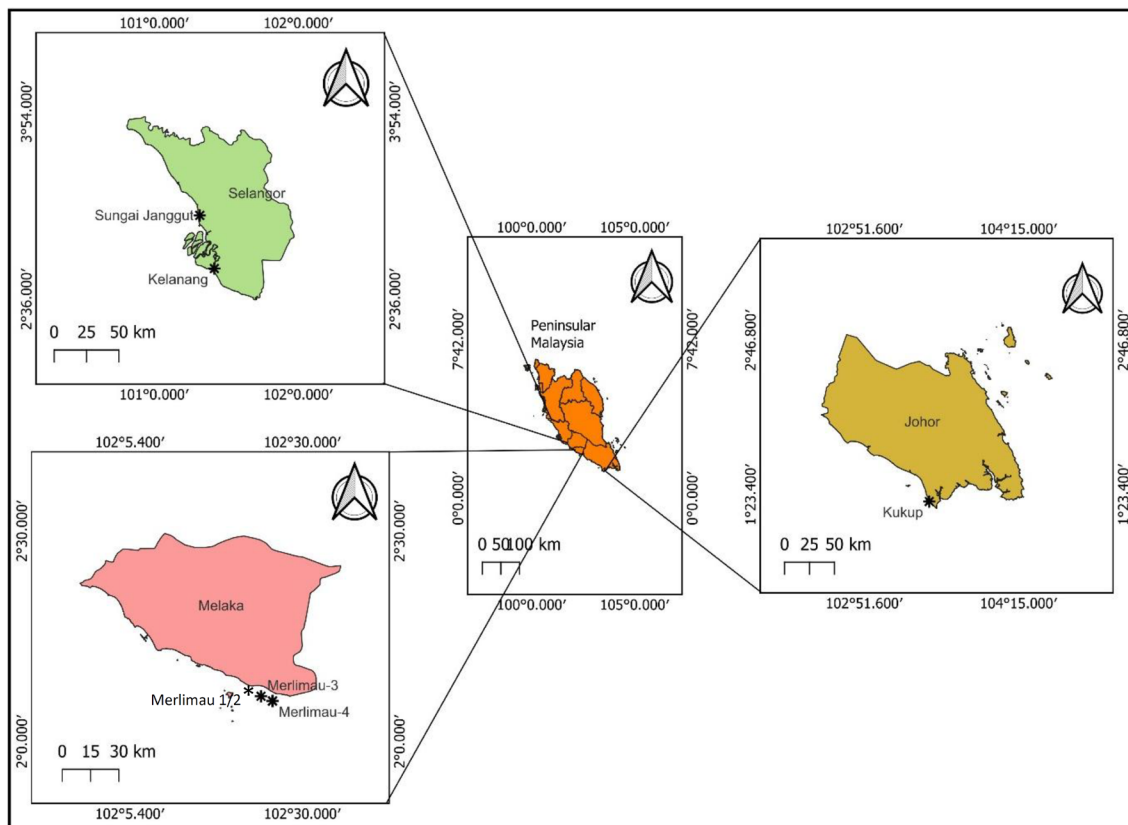 101°0.000′ 102°0.000′
3°54.000′ 3°54.000′
Selangor
Sungai Janggut
Kelanang
2°36.000′ 2°36.000′
0 25 50 km
101°0.000′ 102°0.000′
102°5.400′ 102°30.000′
2°30.000′ 2°30.000′
Melaka
Merlimau-3
Merlimau 1/2
Merlimau-4
2°0.000′ 2°0.000′
0 15 30 km
102°5.400′ 102°30.000′
100°0.000′ 105°0.000′
Peninsular
Malaysia
7°42.000′ 7°42.000′
0°0.000′ 0°0.000′
0 50 100 km
100°0.000′ 105°0.000′
102°51.600′ 104°15.000′
2°46.800′ 2°46.800′
Johor
Kukup
1°23.400′ 1°23.400′
0 25 50 km
102°51.600′ 104°15.000′